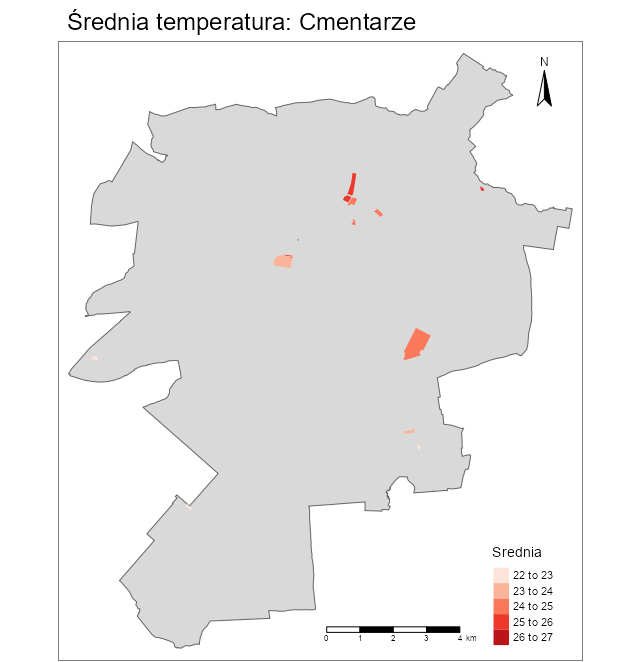 Średnia temperatura: Cmentarze
N
Srednia
22 to 23
23 to 24
24 to 25
25 to 26
26 to 27
0 1 2 3 4 km